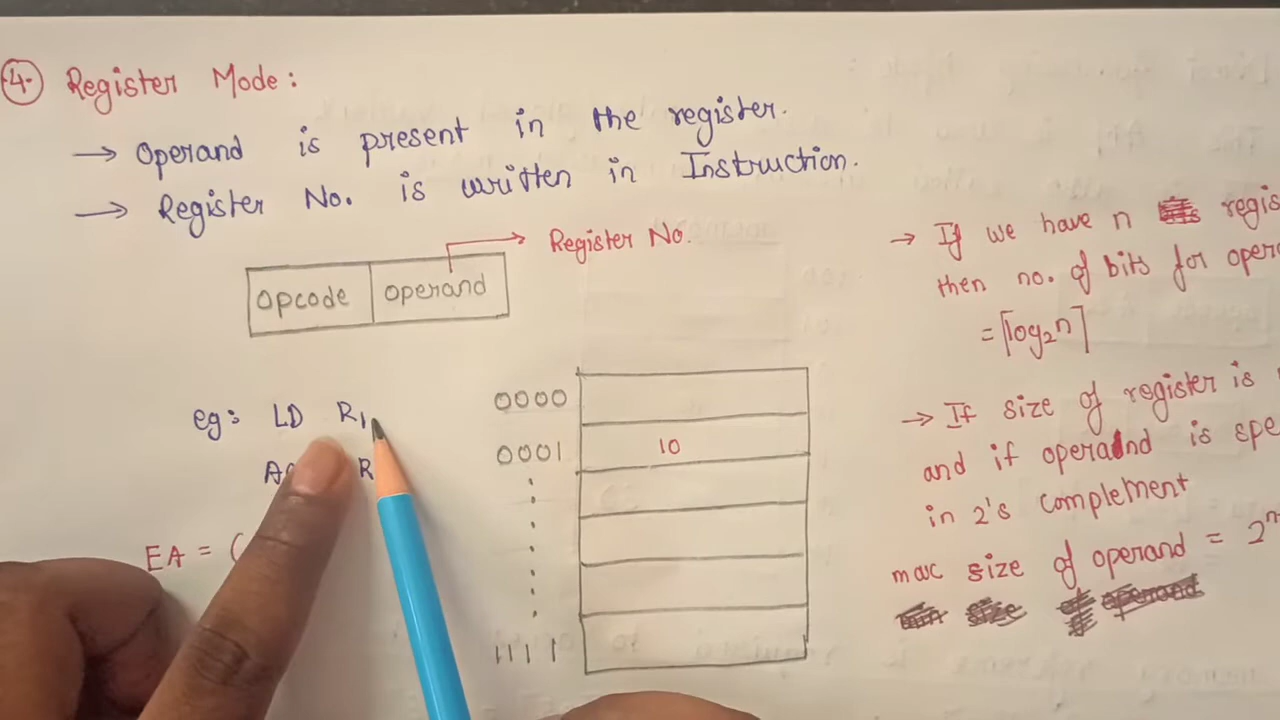 4. Register Mode:
→ Operand is present in the register.
→ Register No. is written in Instruction.
Register No.
Opcode operand
eg: LD R1
R
EA = (
0000
0001 10
1111
→ If we have n
then no. of bits for
= ⌈log₂n⌉
→ If size of register is
and if operand is
in 2's complement
max size of operand = 2ⁿ